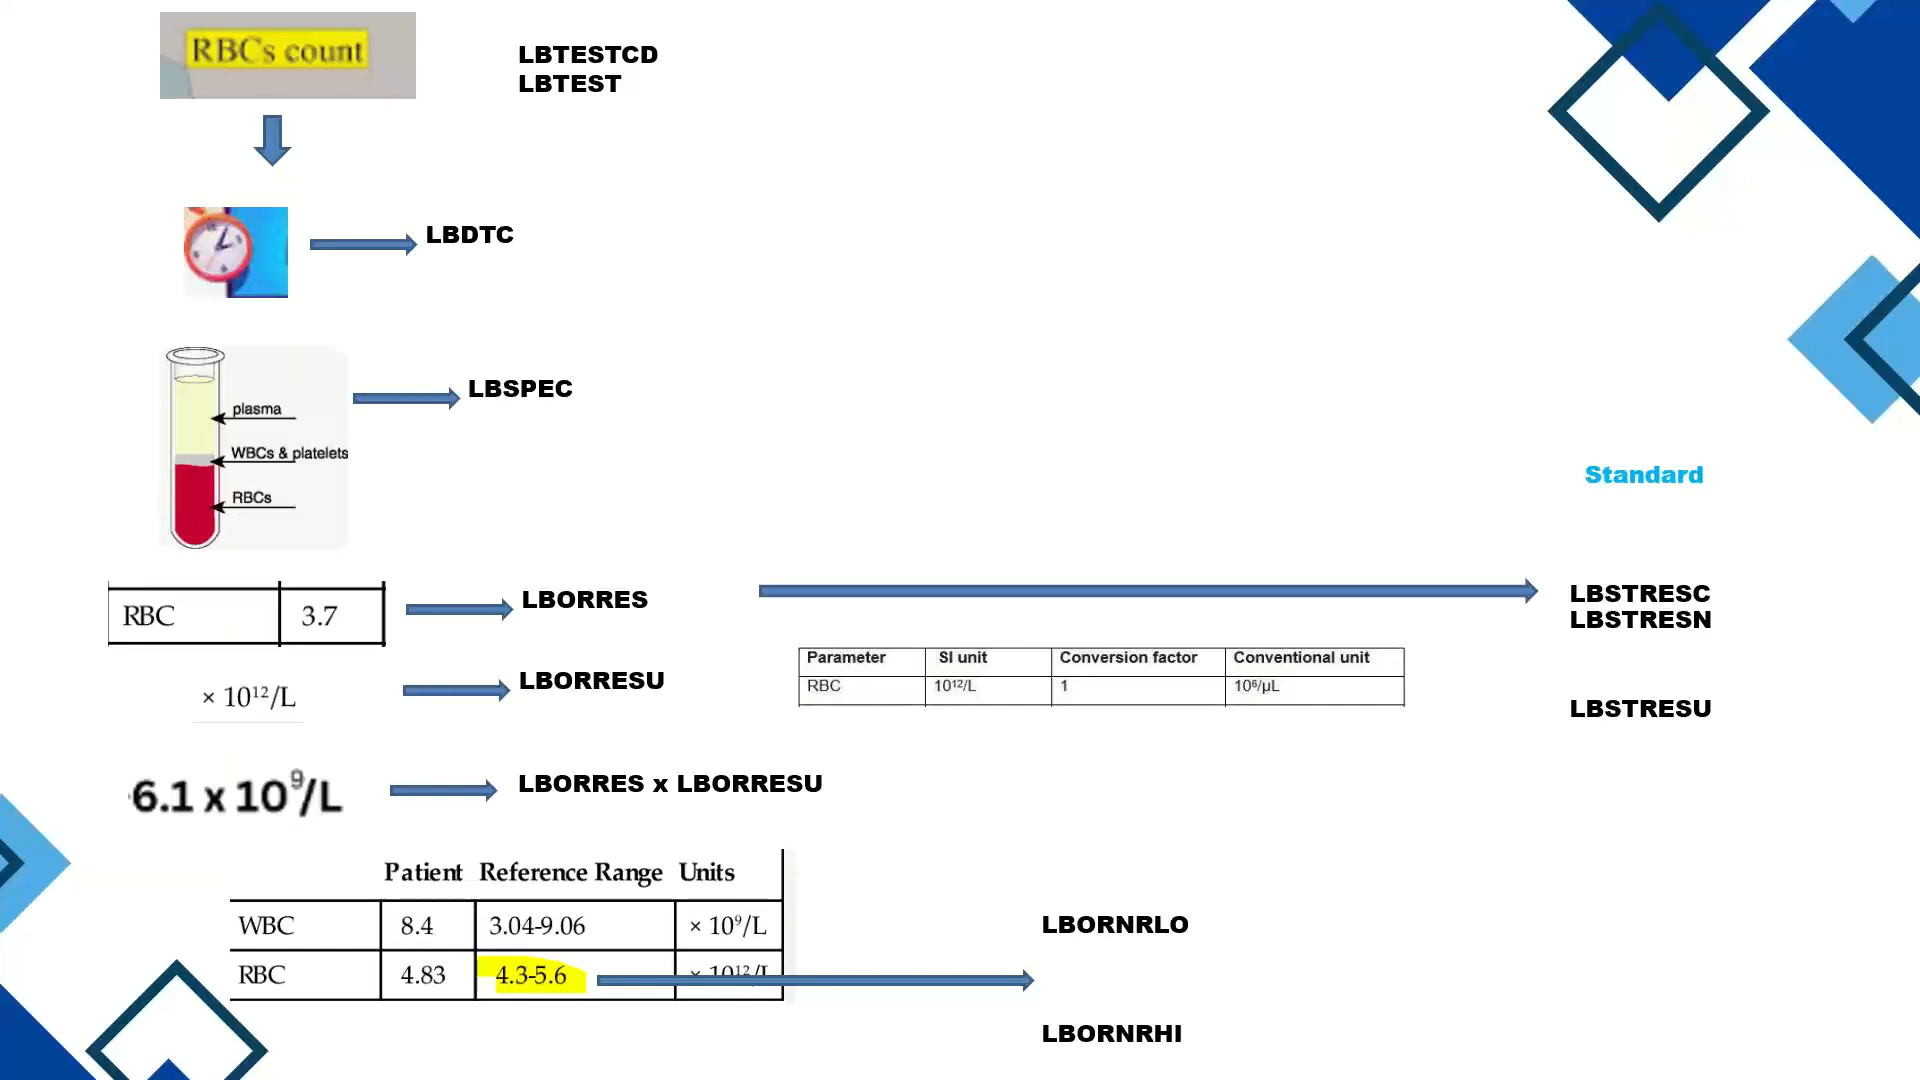 RBCs count
LBTESTCD
LBTEST
LBDTC
LBSPEC
plasma
WBCs & platelets
RBCs
Standard
RBC 3.7
LBORRES
LBSTRESC
LBSTRESN
× 10¹²/L
LBORRESU
Parameter SI unit Conversion factor Conventional unit
RBC 10¹²/L 1 10⁶/µL
LBSTRESU
6.1 x 10⁹/L
LBORRES x LBORRESU
Patient Reference Range Units
WBC 8.4 3.04-9.06 × 10⁹/L
RBC 4.83 4.3-5.6 × 10¹²/L
LBORNRLO
LBORNRHI